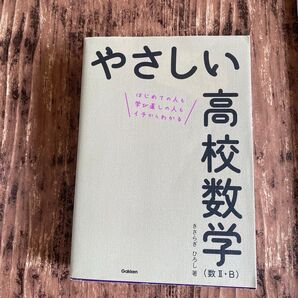 やさしい
高校数学
(数Ⅱ・B)
はじめての人も
学び直しの人も
イチからわかる
きさらぎ ひろし 著
Gakken